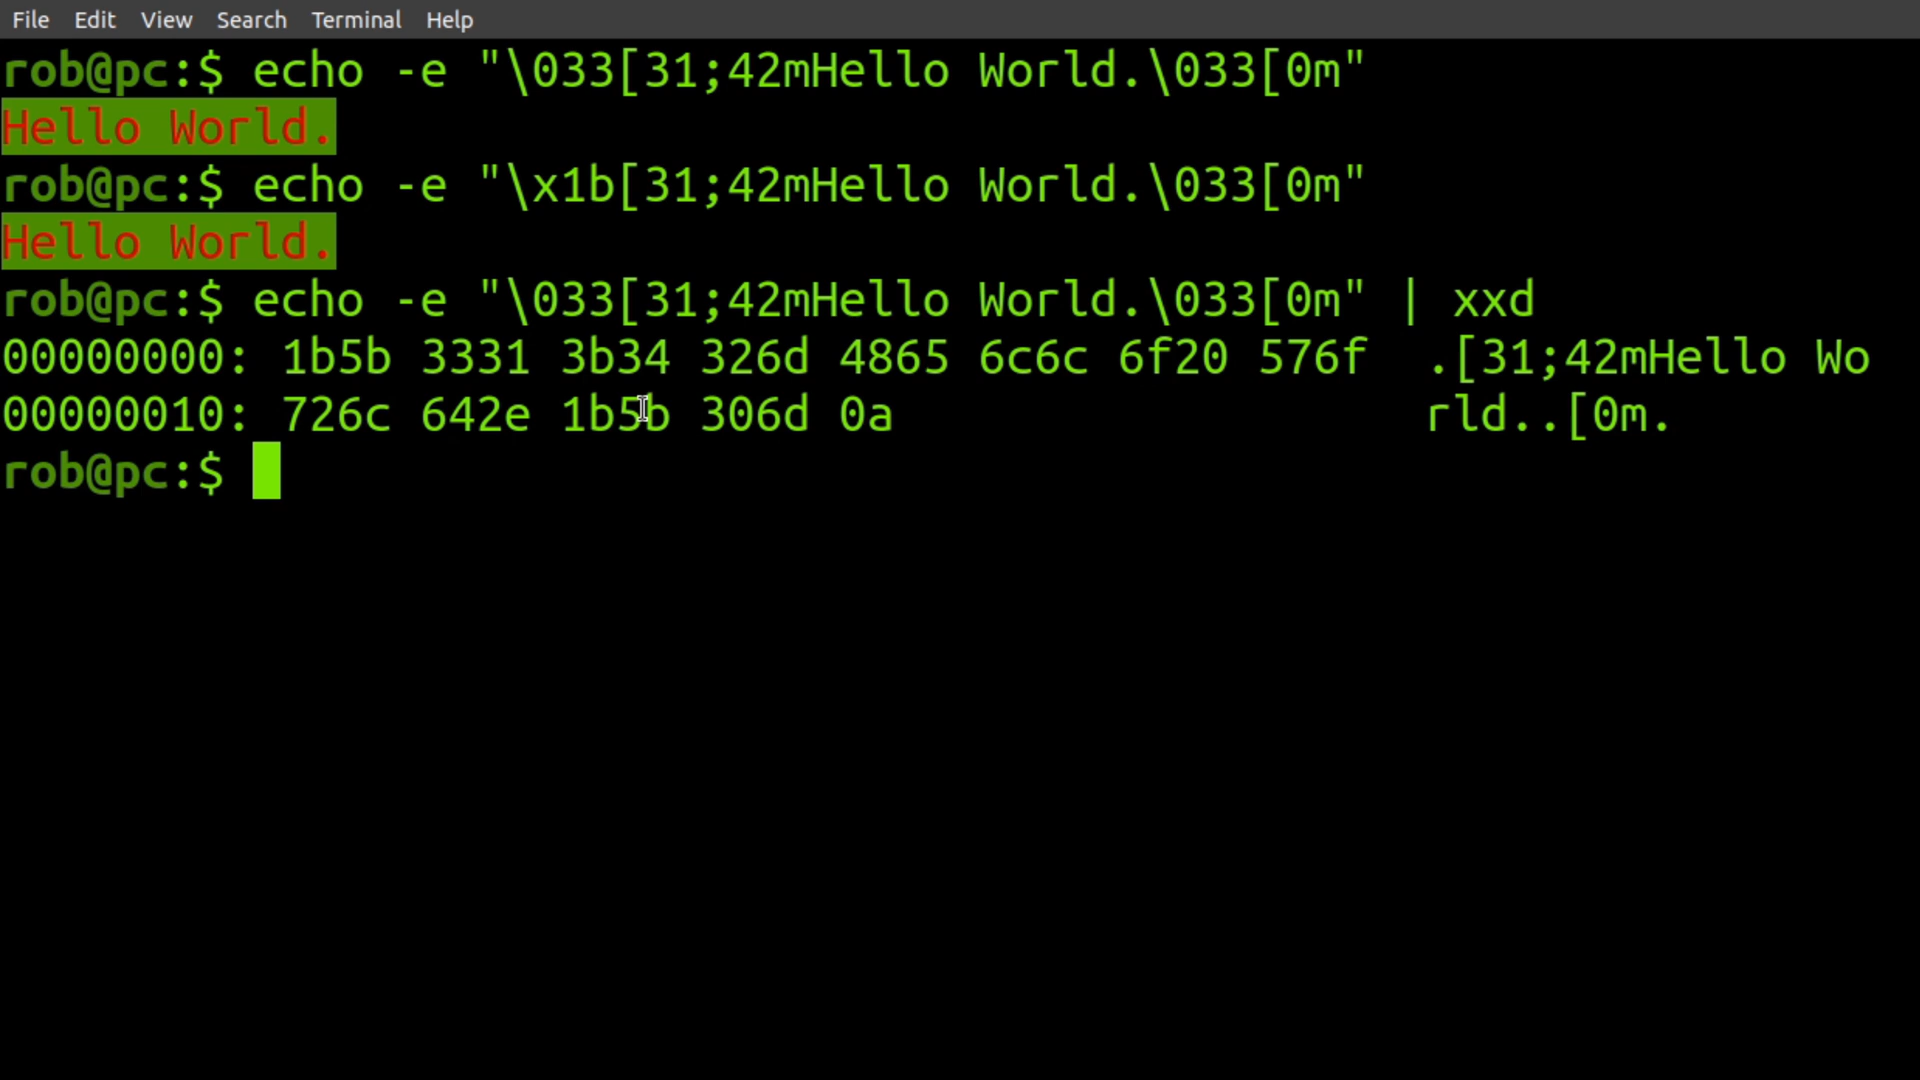 File Edit View Search Terminal Help
rob@pc:$ echo -e "\033[31;42mHello World.\033[0m"
Hello World.
rob@pc:$ echo -e "\x1b[31;42mHello World.\033[0m"
Hello World.
rob@pc:$ echo -e "\033[31;42mHello World.\033[0m" | xxd
00000000: 1b5b 3331 3b34 326d 4865 6c6c 6f20 576f  .[31;42mHello Wo
00000010: 726c 642e 1b5b 306d 0a                   rld..[0m.
rob@pc:$